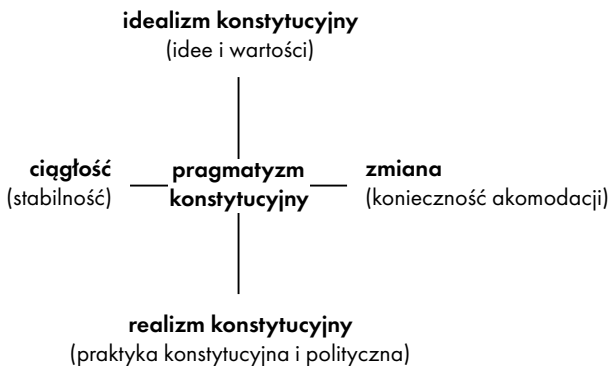 idealizm konstytucyjny
(idee i wartości)
ciągłość
(stabilność)
pragmatyzm
konstytucyjny
zmiana
(konieczność akomodacji)
realizm konstytucyjny
(praktyka konstytucyjna i polityczna)